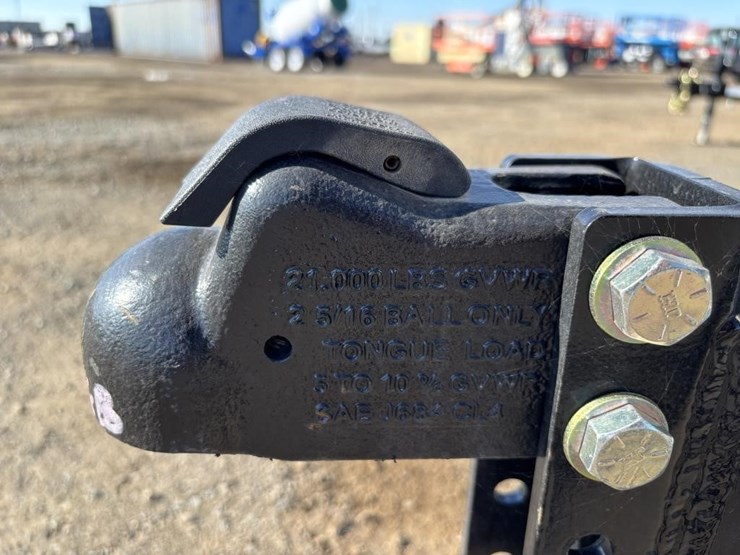 21,000 LBS GVWR
2 5/16 BALL ONLY
TONGUE LOAD
5 TO 10 % GVWR
SAE J684 CL4